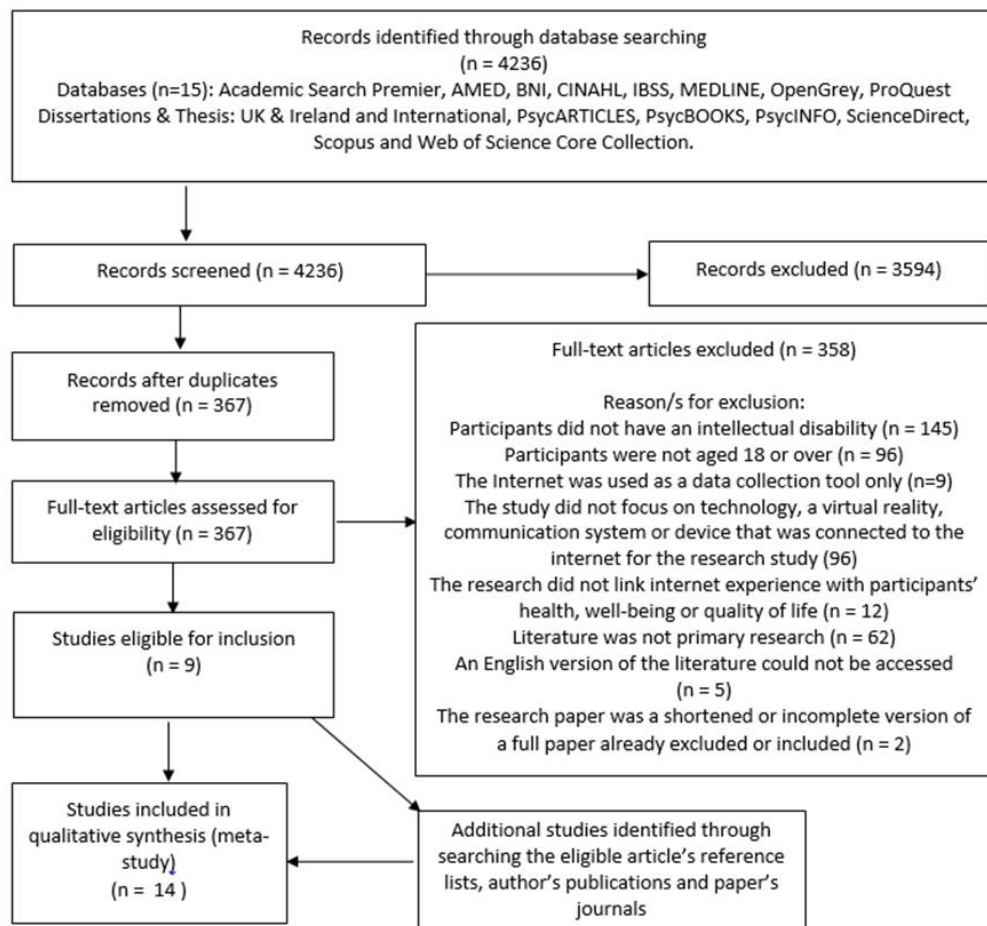 Records identified through database searching
(n = 4236)
Databases (n=15): Academic Search Premier, AMED, BNI, CINAHL, IBSS, MEDLINE, OpenGrey, ProQuest
Dissertations & Thesis: UK & Ireland and International, PsycARTICLES, PsycBOOKS, PsycINFO, ScienceDirect,
Scopus and Web of Science Core Collection.
Records screened (n = 4236)
Records excluded (n = 3594)
Records after duplicates
removed (n = 367)
Full-text articles assessed for
eligibility (n = 367)
Full-text articles excluded (n = 358)
Reason/s for exclusion:
Participants did not have an intellectual disability (n = 145)
Participants were not aged 18 or over (n = 96)
The Internet was used as a data collection tool only (n=9)
The study did not focus on technology, a virtual reality,
communication system or device that was connected to the
internet for the research study (96)
The research did not link internet experience with participants’
health, well-being or quality of life (n = 12)
Literature was not primary research (n = 62)
An English version of the literature could not be accessed
(n = 5)
The research paper was a shortened or incomplete version of
a full paper already excluded or included (n = 2)
Studies eligible for inclusion
(n = 9)
Studies included in
qualitative synthesis (meta-
study)
(n = 14 )
Additional studies identified through
searching the eligible article’s reference
lists, author’s publications and paper’s
journals